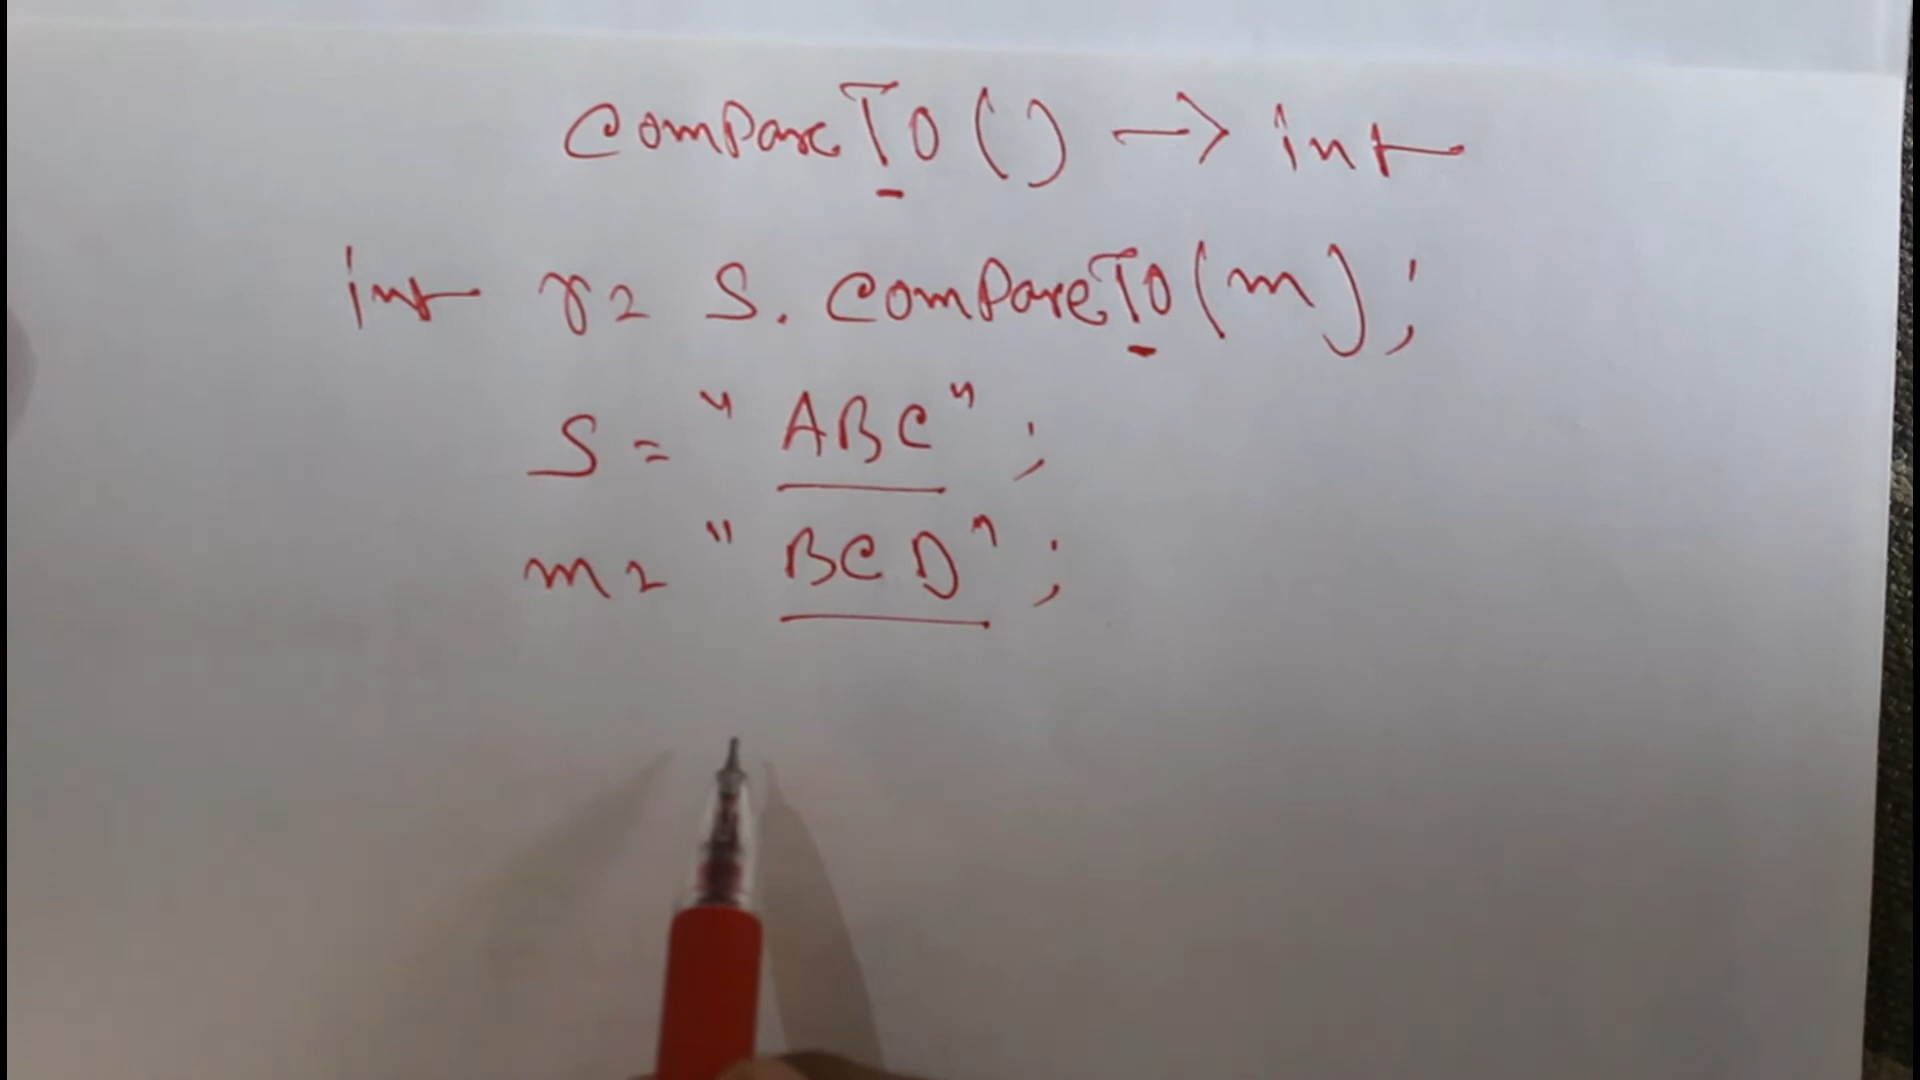 compareTo() → int
int r = s.compareTo(m);
s = "ABC";
m = "BCD";